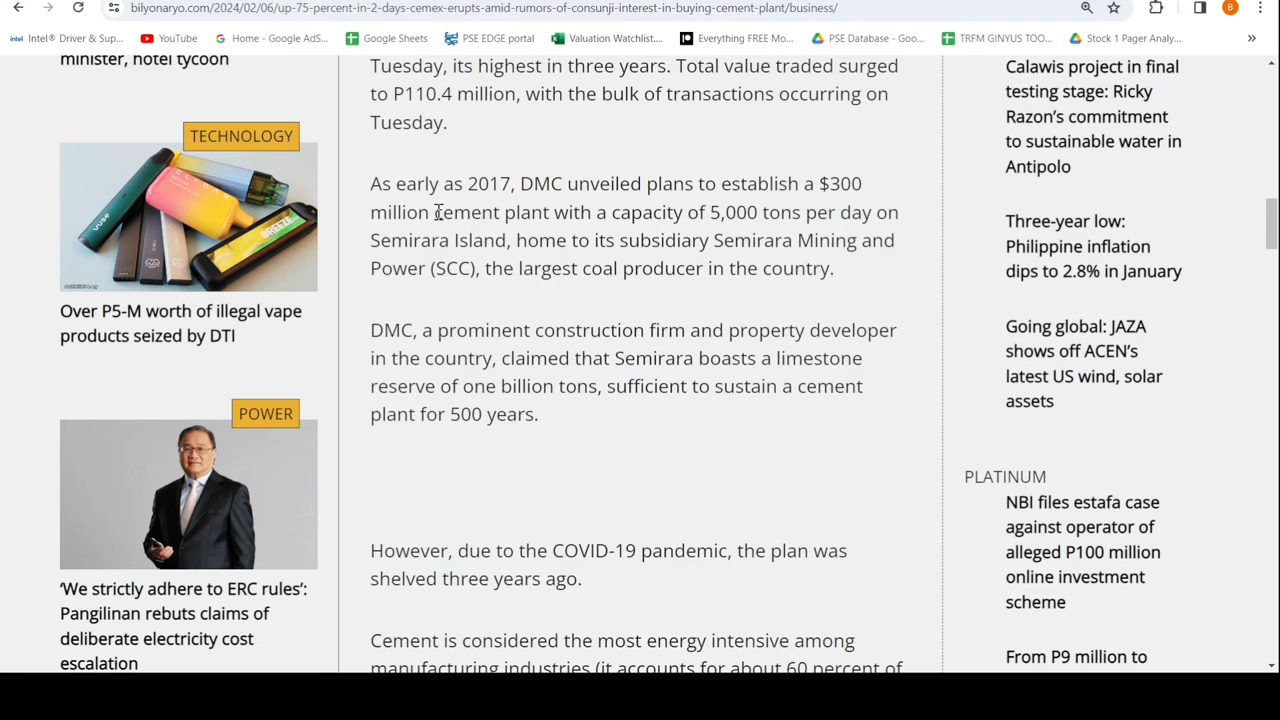 bilyonaryo.com/2024/02/06/up-75-percent-in-2-days-cemex-erupts-amid-rumors-of-consunji-interest-in-buying-cement-plant/business/
B
intel Intel® Driver & Sup... YouTube Home - Google AdS... Google Sheets PSE EDGE portal Valuation Watchlist... Everything FREE Mo... PSE Database - Goo... TRFM GINYUS TOO... Stock 1 Pager Analy... »
minister, hotel tycoon
TECHNOLOGY
vuse
BREEZE
Over P5-M worth of illegal vape
products seized by DTI
POWER
‘We strictly adhere to ERC rules’:
Pangilinan rebuts claims of
deliberate electricity cost
escalation
Tuesday, its highest in three years. Total value traded surged
to P110.4 million, with the bulk of transactions occurring on
Tuesday.
As early as 2017, DMC unveiled plans to establish a $300
million cement plant with a capacity of 5,000 tons per day on
Semirara Island, home to its subsidiary Semirara Mining and
Power (SCC), the largest coal producer in the country.
DMC, a prominent construction firm and property developer
in the country, claimed that Semirara boasts a limestone
reserve of one billion tons, sufficient to sustain a cement
plant for 500 years.
However, due to the COVID-19 pandemic, the plan was
shelved three years ago.
Cement is considered the most energy intensive among
manufacturing industries (it accounts for about 60 percent of
Calawis project in final
testing stage: Ricky
Razon’s commitment
to sustainable water in
Antipolo
Three-year low:
Philippine inflation
dips to 2.8% in January
Going global: JAZA
shows off ACEN’s
latest US wind, solar
assets
PLATINUM
NBI files estafa case
against operator of
alleged P100 million
online investment
scheme
From P9 million to